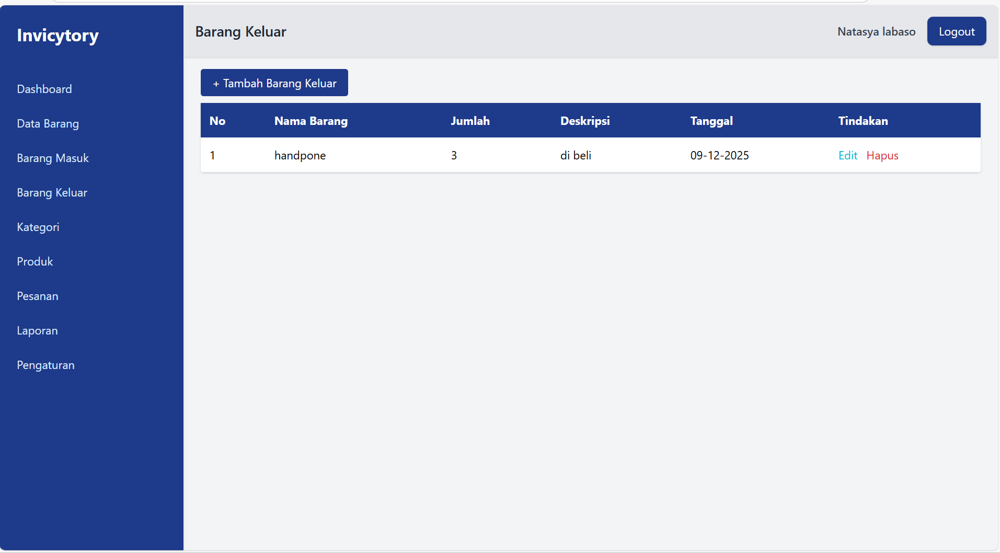 Invicytory
Dashboard
Data Barang
Barang Masuk
Barang Keluar
Kategori
Produk
Pesanan
Laporan
Pengaturan
Barang Keluar
Natasya labaso
Logout
+ Tambah Barang Keluar
No Nama Barang Jumlah Deskripsi Tanggal Tindakan
1 handpone 3 di beli 09-12-2025 Edit Hapus